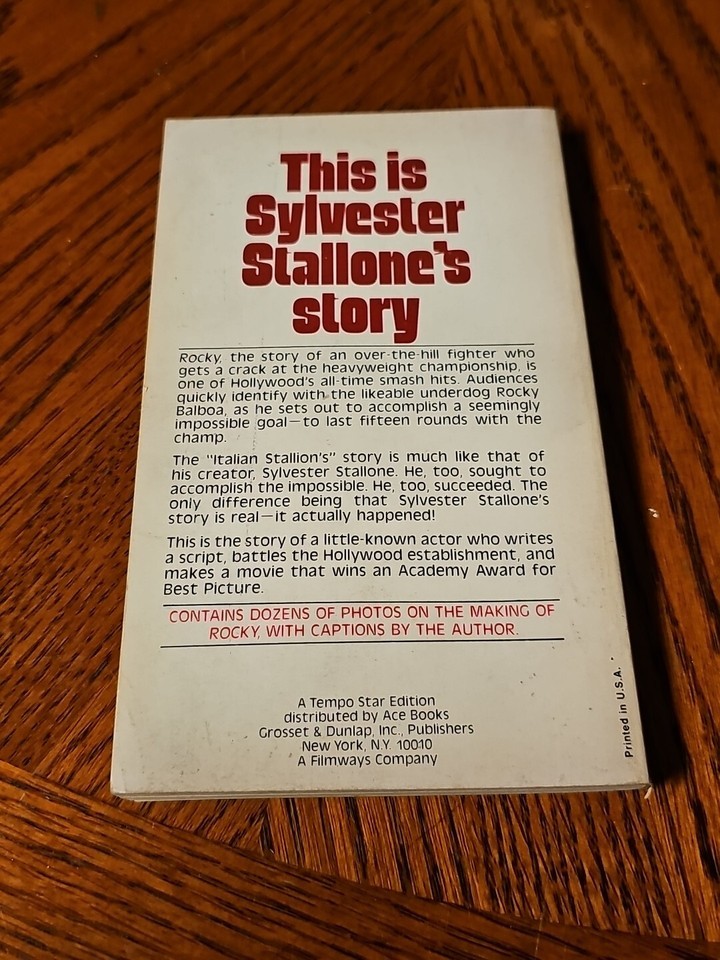 This is
Sylvester
Stallone's
story
Rocky, the story of an over-the-hill fighter who
gets a crack at the heavyweight championship, is
one of Hollywood's all-time smash hits. Audiences
quickly identify with the likeable underdog Rocky
Balboa, as he sets out to accomplish a seemingly
impossible goal—to last fifteen rounds with the
champ.
The "Italian Stallion's" story is much like that of
his creator, Sylvester Stallone. He, too, sought to
accomplish the impossible. He, too, succeeded. The
only difference being that Sylvester Stallone's
story is real—it actually happened!
This is the story of a little-known actor who writes
a script, battles the Hollywood establishment, and
makes a movie that wins an Academy Award for
Best Picture.
CONTAINS DOZENS OF PHOTOS ON THE MAKING OF
ROCKY, WITH CAPTIONS BY THE AUTHOR.
A Tempo Star Edition
distributed by Ace Books
Grosset & Dunlap, Inc., Publishers
New York, N.Y. 10010
A Filmways Company
Printed in U.S.A.